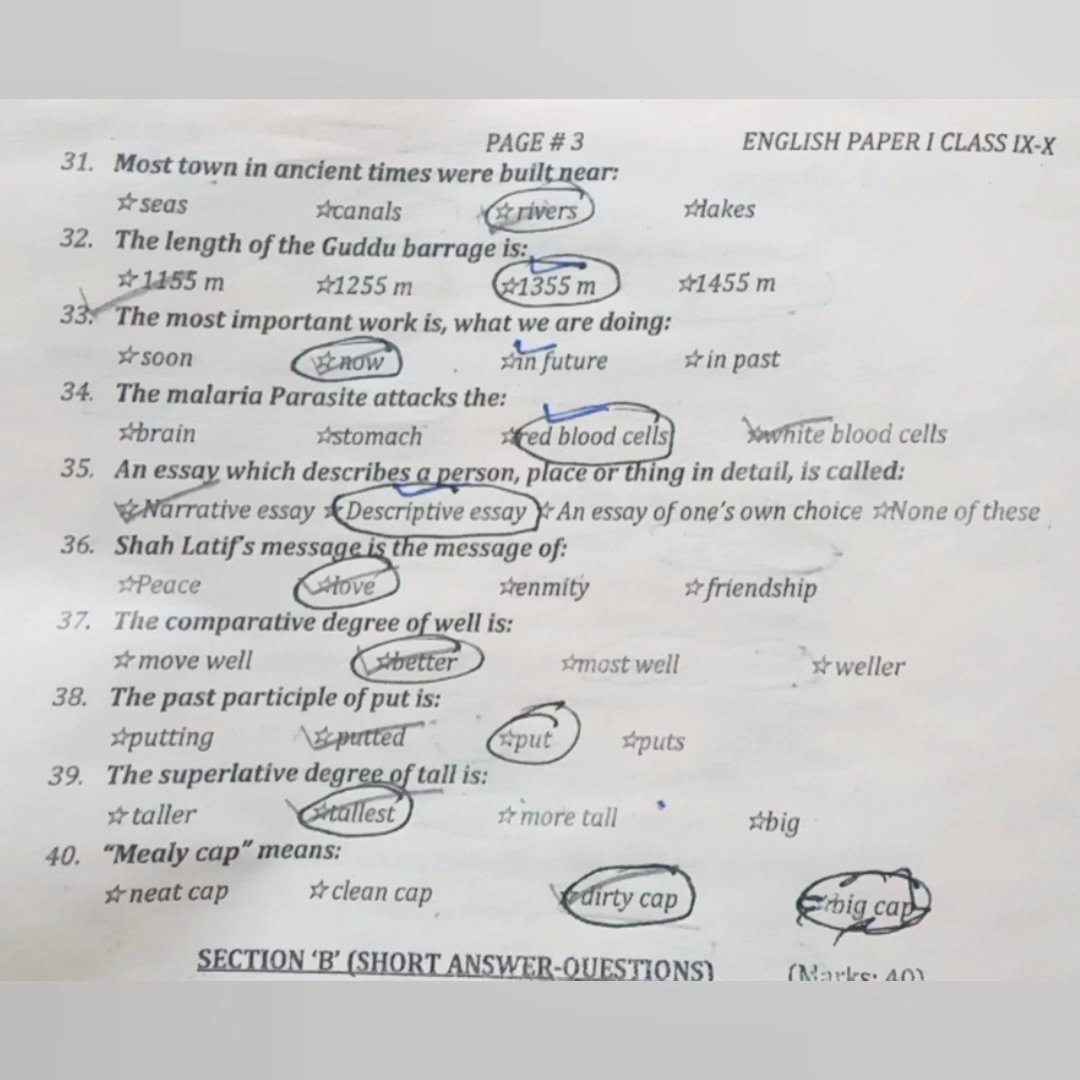 PAGE # 3 ENGLISH PAPER I CLASS IX-X
31. Most town in ancient times were built near:
☆seas ☆canals ☆rivers ☆lakes
32. The length of the Guddu barrage is:
☆1155 m ☆1255 m ☆1355 m ☆1455 m
33. The most important work is, what we are doing:
☆soon ☆now ☆in future ☆in past
34. The malaria Parasite attacks the:
☆brain ☆stomach ☆red blood cells ☆white blood cells
35. An essay which describes a person, place or thing in detail, is called:
☆Narrative essay ☆Descriptive essay ☆An essay of one's own choice ☆None of these
36. Shah Latif's message is the message of:
☆Peace ☆love ☆enmity ☆friendship
37. The comparative degree of well is:
☆move well ☆better ☆most well ☆weller
38. The past participle of put is:
☆putting ☆putted ☆put ☆puts
39. The superlative degree of tall is:
☆taller ☆tallest ☆more tall ☆big
40. "Mealy cap" means:
☆neat cap ☆clean cap ☆dirty cap ☆big cap
SECTION 'B' (SHORT ANSWER-QUESTIONS) (Marks: 40)